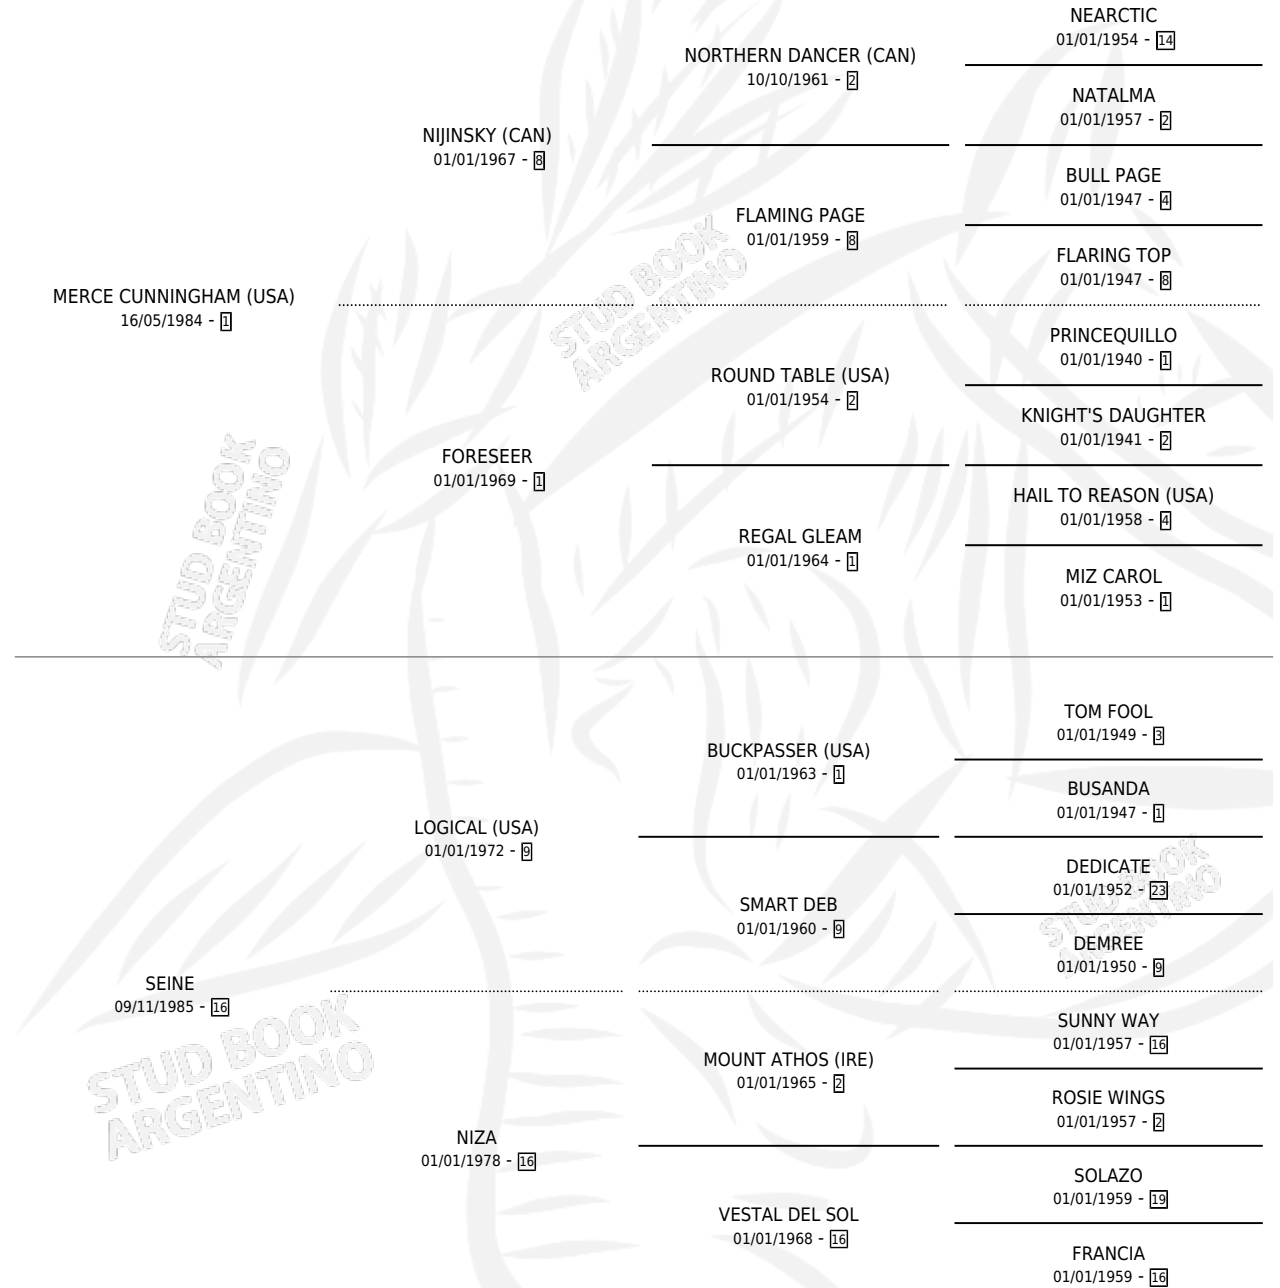 NEARCTIC
01/01/1954 - 14
NORTHERN DANCER (CAN)
10/10/1961 - 2
NATALMA
01/01/1957 - 2
NIJINSKY (CAN)
01/01/1967 - 8
BULL PAGE
01/01/1947 - 4
FLAMING PAGE
01/01/1959 - 8
FLARING TOP
01/01/1947 - 8
MERCE CUNNINGHAM (USA)
16/05/1984 - 1
PRINCEQUILLO
01/01/1940 - 1
ROUND TABLE (USA)
01/01/1954 - 2
KNIGHT'S DAUGHTER
01/01/1941 - 2
FORESEER
01/01/1969 - 1
HAIL TO REASON (USA)
01/01/1958 - 4
REGAL GLEAM
01/01/1964 - 1
MIZ CAROL
01/01/1953 - 1
TOM FOOL
01/01/1949 - 3
BUCKPASSER (USA)
01/01/1963 - 1
BUSANDA
01/01/1947 - 1
LOGICAL (USA)
01/01/1972 - 9
DEDICATE
01/01/1952 - 23
SMART DEB
01/01/1960 - 9
DEMREE
01/01/1950 - 9
SEINE
09/11/1985 - 16
SUNNY WAY
01/01/1957 - 16
MOUNT ATHOS (IRE)
01/01/1965 - 2
ROSIE WINGS
01/01/1957 - 2
NIZA
01/01/1978 - 16
SOLAZO
01/01/1959 - 19
VESTAL DEL SOL
01/01/1968 - 16
FRANCIA
01/01/1959 - 16
STUD BOOK
ARGENTINO
STUD BOOK
ARGENTINO
STUD BOOK
ARGENTINO
STUD BOOK
ARGENTINO